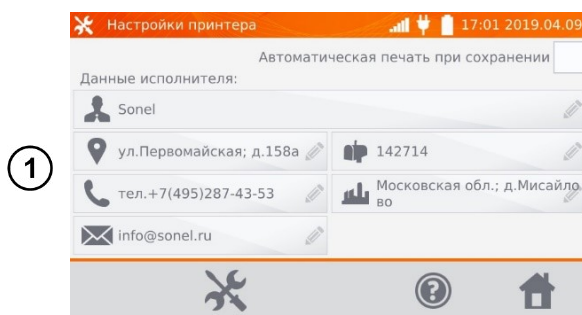 Настройки принтера 17:01 2019.04.09
Автоматическая печать при сохранении
Данные исполнителя:
Sonel
ул.Первомайская; д.158а 142714
1
тел.+7(495)287-43-53 Московская обл.; д.Мисайло
во
info@sonel.ru